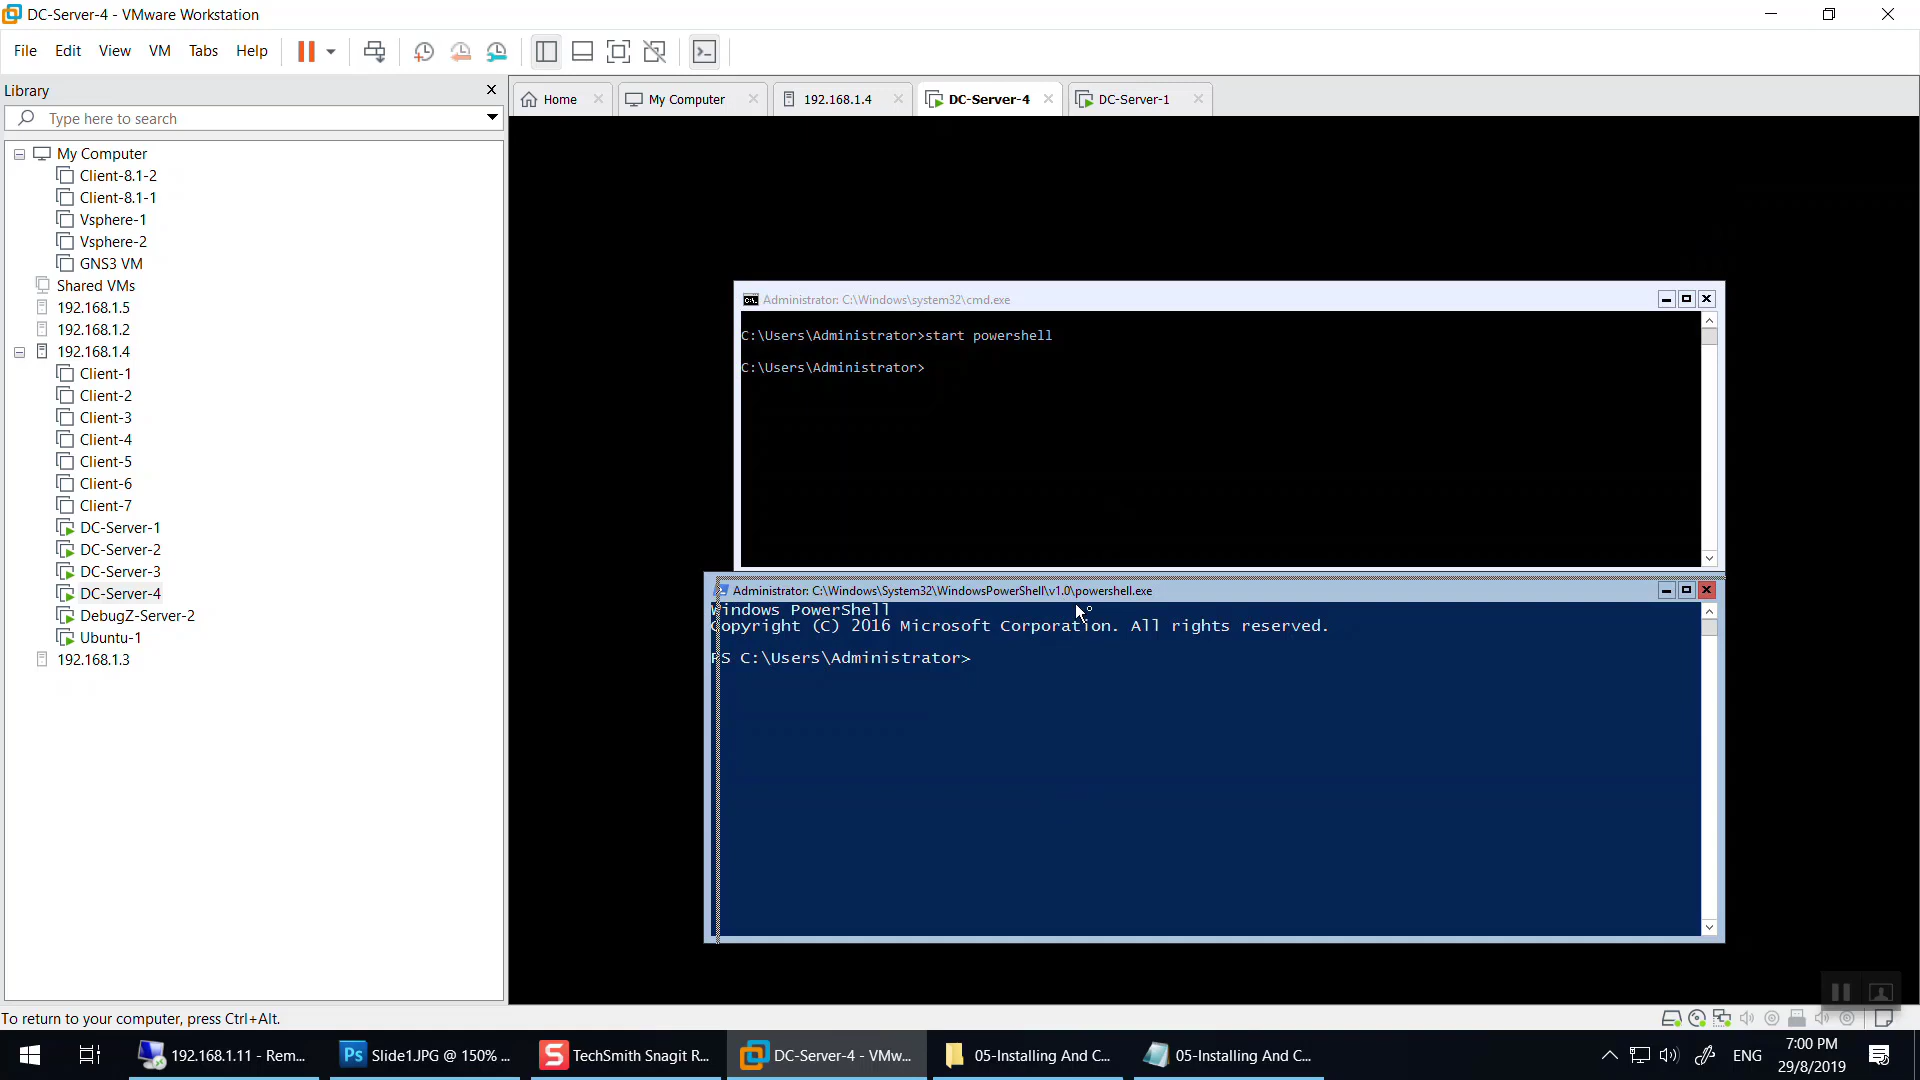 DC-Server-4 - VMware Workstation
File Edit View VM Tabs Help
Library
Type here to search
Home
My Computer
192.168.1.4
DC-Server-4
DC-Server-1
My Computer
Client-8.1-2
Client-8.1-1
Vsphere-1
Vsphere-2
GNS3 VM
Shared VMs
192.168.1.5
192.168.1.2
192.168.1.4
Client-1
Client-2
Client-3
Client-4
Client-5
Client-6
Client-7
DC-Server-1
DC-Server-2
DC-Server-3
DC-Server-4
DebugZ-Server-2
Ubuntu-1
192.168.1.3
Administrator: C:\Windows\system32\cmd.exe
C:\Users\Administrator>start powershell
C:\Users\Administrator>
Administrator: C:\Windows\System32\WindowsPowerShell\v1.0\powershell.exe
Windows PowerShell
Copyright (C) 2016 Microsoft Corporation. All rights reserved.
PS C:\Users\Administrator>
To return to your computer, press Ctrl+Alt.
192.168.1.11 - Rem...
Ps Slide1.JPG @ 150% ...
S TechSmith Snagit R...
DC-Server-4 - VMw...
05-Installing And C...
05-Installing And C...
ENG
7:00 PM
29/8/2019